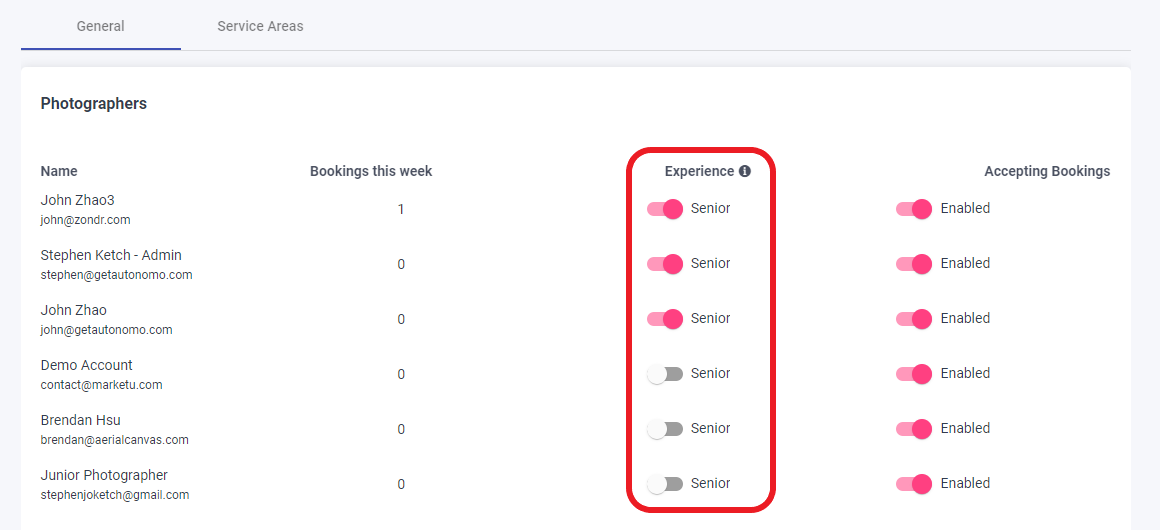 General Service Areas
Photographers
Name Bookings this week Experience Accepting Bookings
John Zhao3
john@zondr.com
1 Senior Enabled
Stephen Ketch - Admin
stephen@getautonomo.com
0 Senior Enabled
John Zhao
john@getautonomo.com
0 Senior Enabled
Demo Account
contact@marketu.com
0 Senior Enabled
Brendan Hsu
brendan@aerialcanvas.com
0 Senior Enabled
Junior Photographer
stephenjoketch@gmail.com
0 Senior Enabled